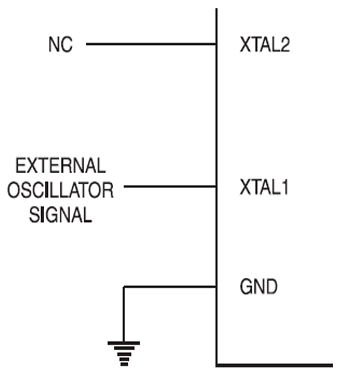 NC XTAL2
EXTERNAL
OSCILLATOR
SIGNAL
XTAL1
GND